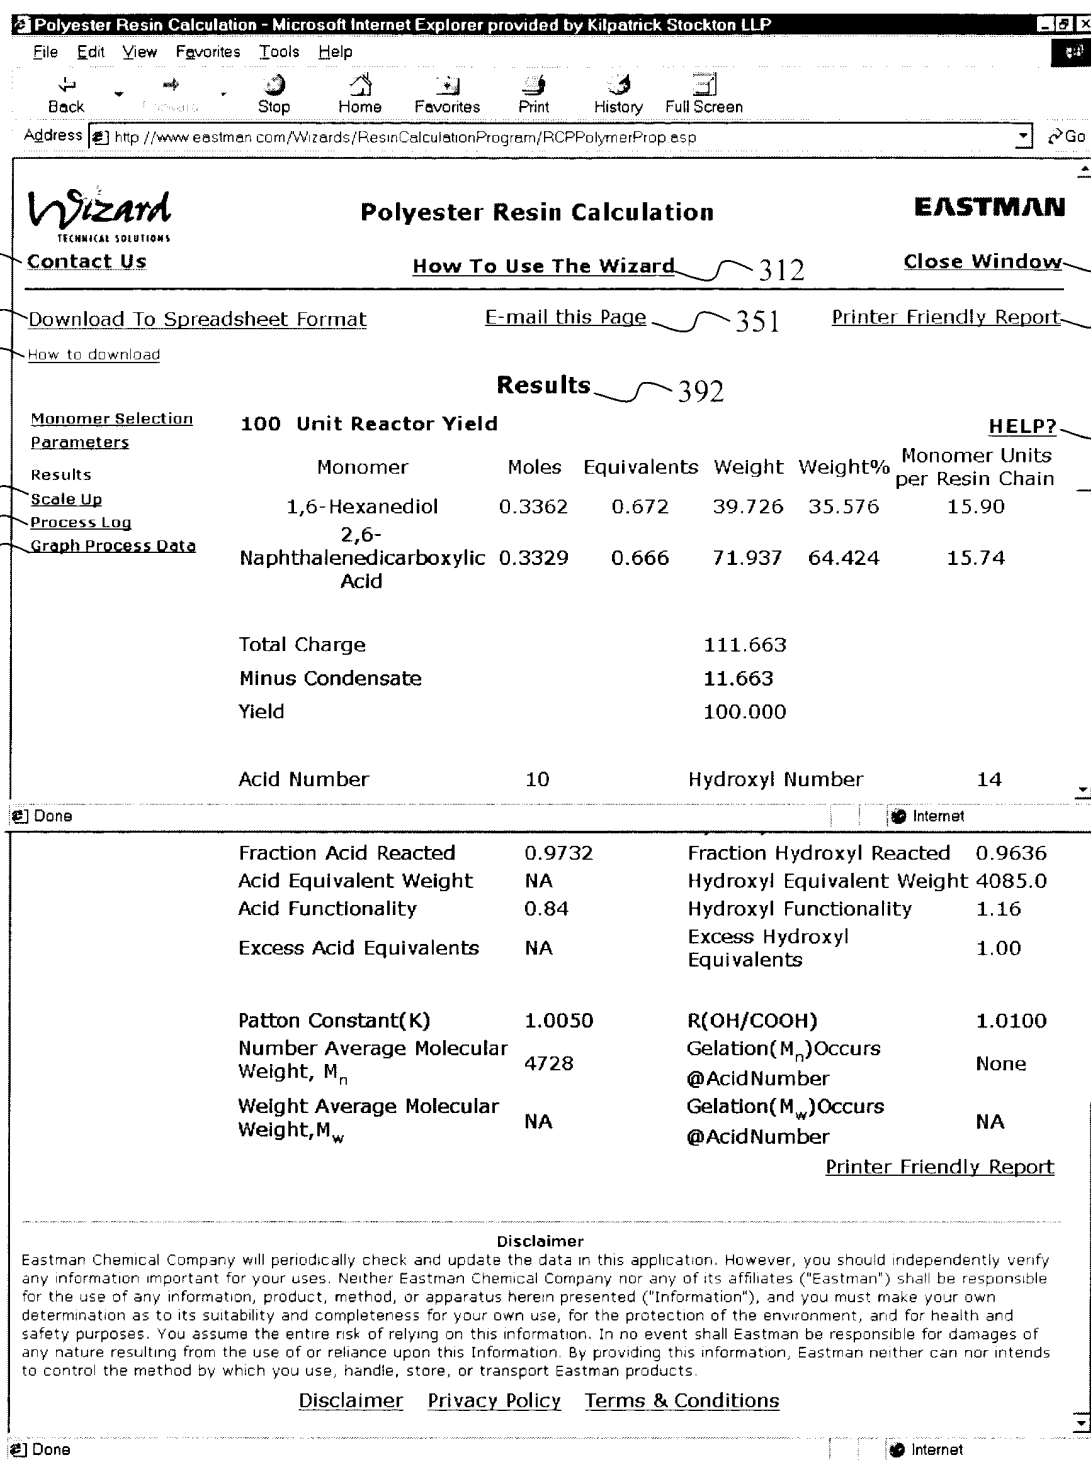 Polyester Resin Calculation - Microsoft Internet Explorer provided by Kilpatrick Stockton LLP
File Edit View Favorites Tools Help
Back Forward Stop Home Favorites Print History Full Screen
Address http://www.eastman.com/Wizards/ResinCalculationProgram/RCPPolymerProp.asp Go
Wizard
TECHNICAL SOLUTIONS
Polyester Resin Calculation
EASTMAN
Contact Us How To Use The Wizard 312 Close Window
Download To Spreadsheet Format E-mail this Page 351 Printer Friendly Report
How to download
Results 392
Monomer Selection
Parameters
Results
Scale Up
Process Log
Graph Process Data
100 Unit Reactor Yield HELP?
Monomer Moles Equivalents Weight Weight% Monomer Units per Resin Chain
1,6-Hexanediol 0.3362 0.672 39.726 35.576 15.90
2,6-
Naphthalenedicarboxylic 0.3329 0.666 71.937 64.424 15.74
Acid
Total Charge 111.663
Minus Condensate 11.663
Yield 100.000
Acid Number 10 Hydroxyl Number 14
Done Internet
Fraction Acid Reacted 0.9732 Fraction Hydroxyl Reacted 0.9636
Acid Equivalent Weight NA Hydroxyl Equivalent Weight 4085.0
Acid Functionality 0.84 Hydroxyl Functionality 1.16
Excess Acid Equivalents NA Excess Hydroxyl Equivalents 1.00
Patton Constant(K) 1.0050 R(OH/COOH) 1.0100
Number Average Molecular Weight, Mn 4728 Gelation(Mn)Occurs @AcidNumber None
Weight Average Molecular Weight,Mw NA Gelation(Mw)Occurs @AcidNumber NA
Printer Friendly Report
Disclaimer
Eastman Chemical Company will periodically check and update the data in this application. However, you should independently verify
any information important for your uses. Neither Eastman Chemical Company nor any of its affiliates ("Eastman") shall be responsible
for the use of any information, product, method, or apparatus herein presented ("Information"), and you must make your own
determination as to its suitability and completeness for your own use, for the protection of the environment, and for health and
safety purposes. You assume the entire risk of relying on this information. In no event shall Eastman be responsible for damages of
any nature resulting from the use of or reliance upon this Information. By providing this information, Eastman neither can nor intends
to control the method by which you use, handle, store, or transport Eastman products.
Disclaimer Privacy Policy Terms & Conditions
Done Internet